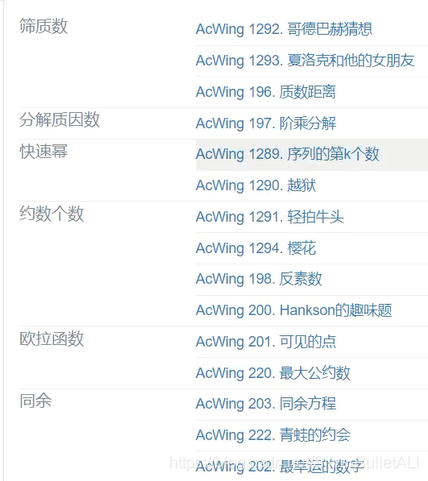 筛质数
AcWing 1292. 哥德巴赫猜想
AcWing 1293. 夏洛克和他的女朋友
AcWing 196. 质数距离
分解质因数
AcWing 197. 阶乘分解
快速幂
AcWing 1289. 序列的第k个数
AcWing 1290. 越狱
约数个数
AcWing 1291. 轻拍牛头
AcWing 1294. 樱花
AcWing 198. 反素数
AcWing 200. Hankson的趣味题
欧拉函数
AcWing 201. 可见的点
AcWing 220. 最大公约数
同余
AcWing 203. 同余方程
AcWing 222. 青蛙的约会
AcWing 202. 最幸运的数字